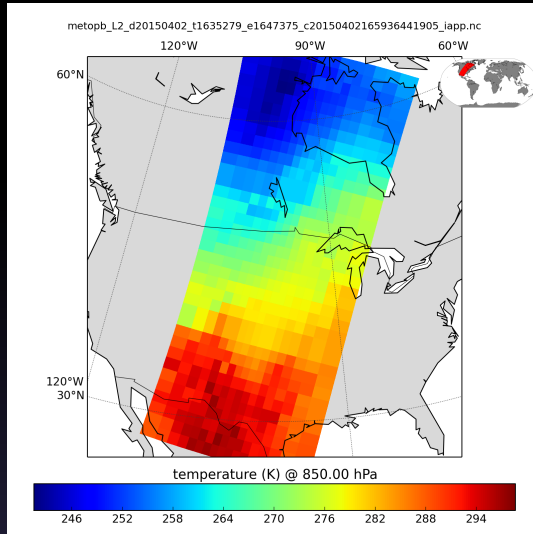 metopb_L2_d20150402_t1635279_e1647375_c20150402165936441905_iapp.nc
120°W 90°W 60°W
60°N
120°W
30°N
temperature (K) @ 850.00 hPa
246 252 258 264 270 276 282 288 294